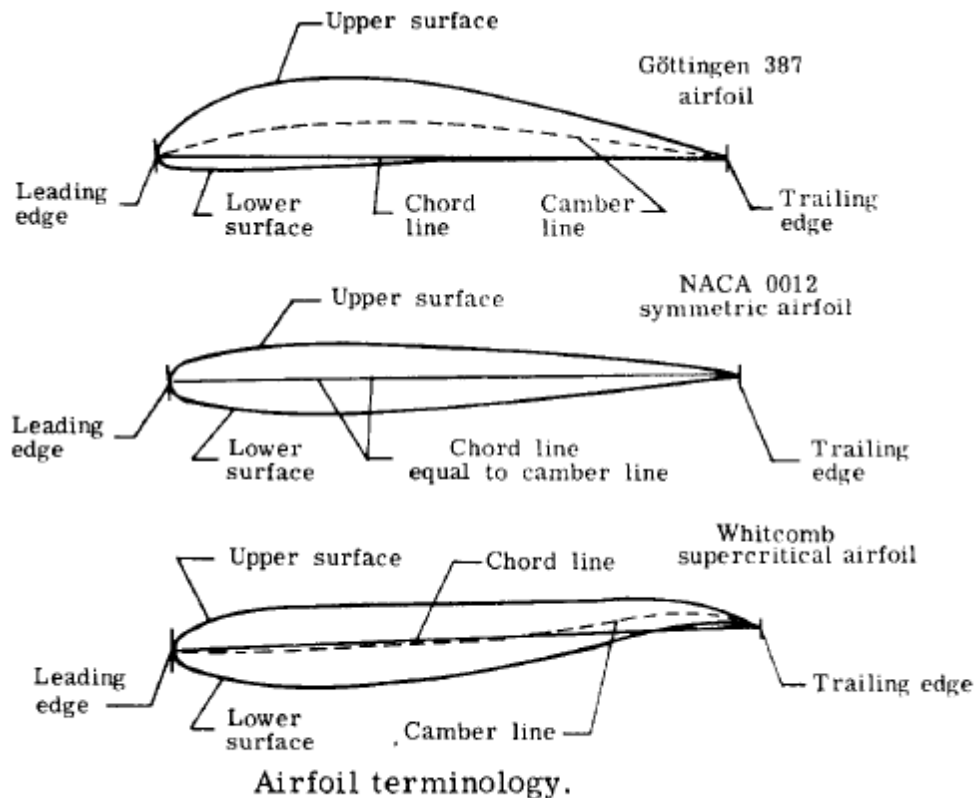 Upper surface
Göttingen 387
airfoil
Leading
edge
Lower
surface
Chord
line
Camber
line
Trailing
edge
NACA 0012
symmetric airfoil
Upper surface
Leading
edge
Lower
surface
Chord line
equal to camber line
Trailing
edge
Whitcomb
supercritical airfoil
Upper surface
Chord line
Leading
edge
Trailing edge
Lower
surface
Camber line
Airfoil terminology.